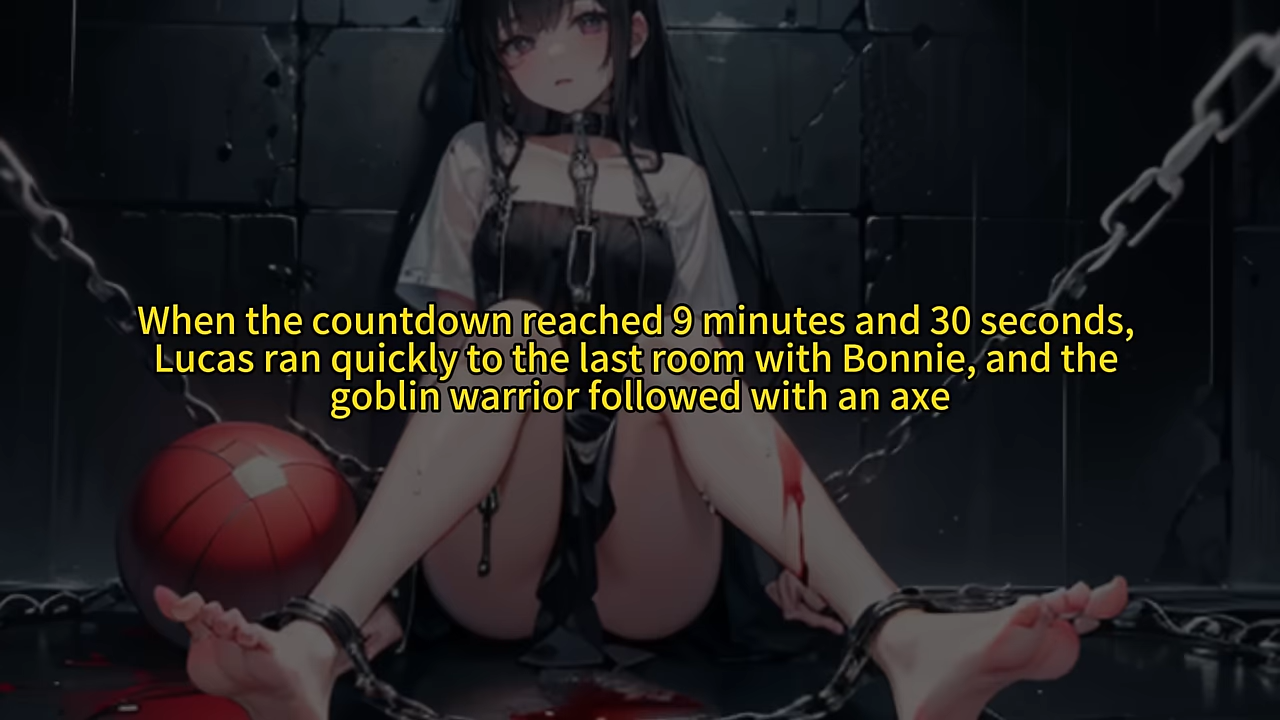 When the countdown reached 9 minutes and 30 seconds,
Lucas ran quickly to the last room with Bonnie, and the
goblin warrior followed with an axe